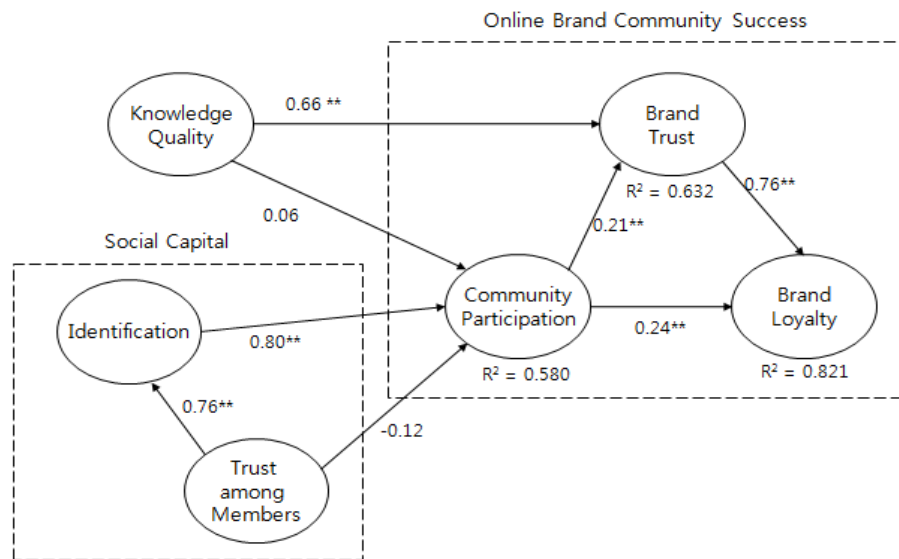 Online Brand Community Success
Knowledge
Quality
0.66 **
Brand
Trust
R² = 0.632
0.76**
0.06
0.21**
Social Capital
Identification
0.80**
Community
Participation
R² = 0.580
0.24**
Brand
Loyalty
R² = 0.821
0.76**
-0.12
Trust
among
Members